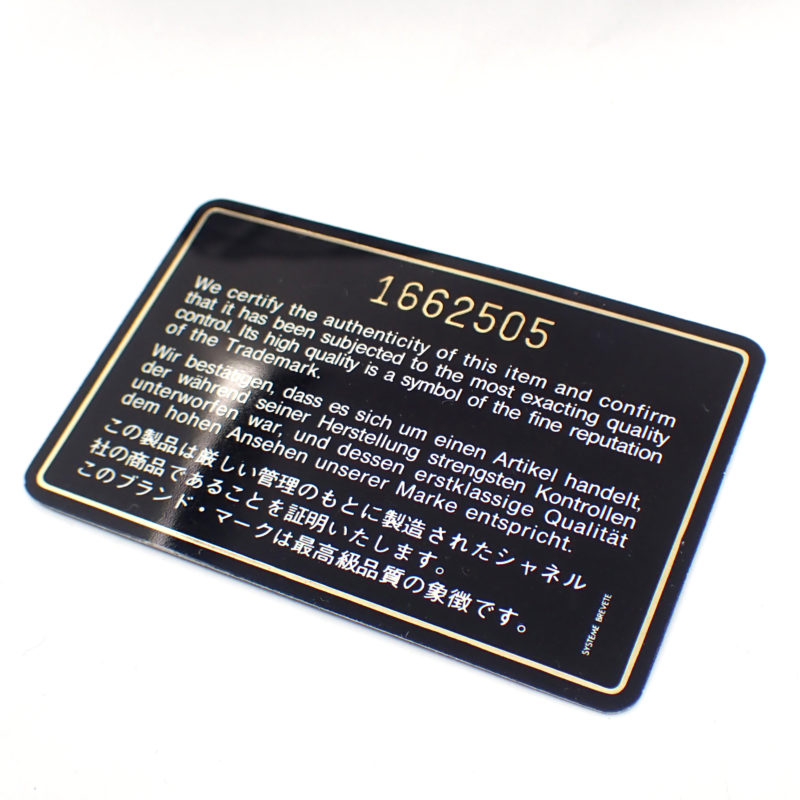 1662505
We certify the authenticity of this item and confirm
that it has been subjected to the most exacting quality
control. Its high quality is a symbol of the fine reputation
of the Trademark.
Wir bestätigen, dass es sich um einen Artikel handelt,
der während seiner Herstellung strengsten Kontrollen
unterworfen war, und dessen erstklassige Qualität
dem hohen Ansehen unserer Marke entspricht.
この製品は厳しい管理のもとに製造されたシャネル
社の商品であることを証明いたします。
このブランド・マークは最高級品質の象徴です。
SYSTEME BREVETE